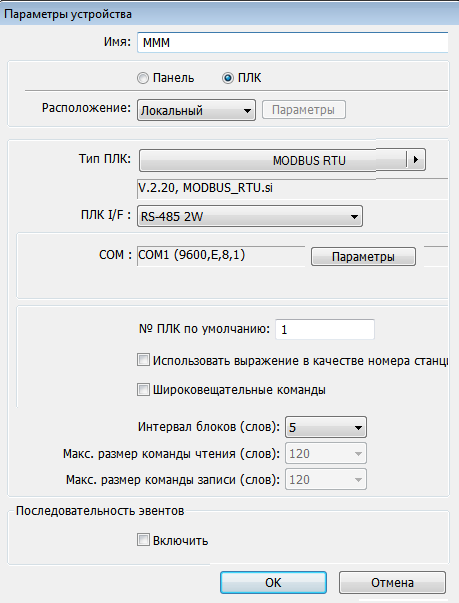 Параметры устройства
Имя: МММ
Панель ПЛК
Расположение: Локальный Параметры
Тип ПЛК: MODBUS RTU
V.2.20, MODBUS_RTU.si
ПЛК I/F : RS-485 2W
COM : COM1 (9600,E,8,1) Параметры
№ ПЛК по умолчанию: 1
Использовать выражение в качестве номера станц
Широковещательные команды
Интервал блоков (слов): 5
Макс. размер команды чтения (слов): 120
Макс. размер команды записи (слов): 120
Последовательность эвентов
Включить
OK Отмена